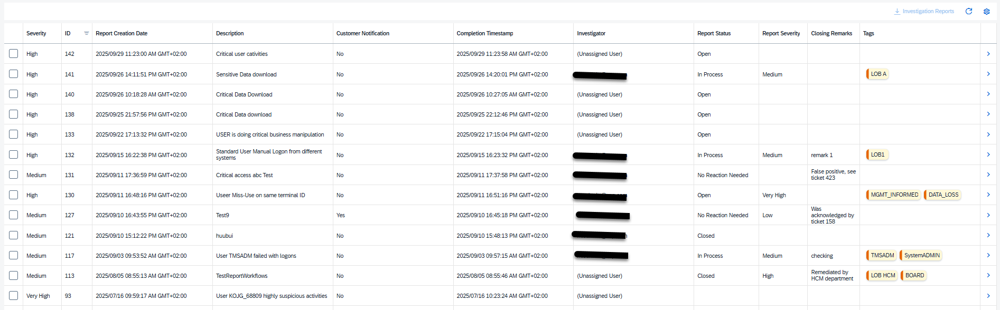 Investigation Reports
Severity ID Report Creation Date Description Customer Notification Completion Timestamp Investigator Report Status Report Severity Closing Remarks Tags
High 142 2025/09/29 11:23:00 AM GMT+02:00 Critical user cativities No 2025/09/29 11:23:58 AM GMT+02:00 (Unassigned User) Open
High 141 2025/09/26 14:11:51 PM GMT+02:00 Sensitive Data download No 2025/09/26 14:20:01 PM GMT+02:00 In Process Medium LOB A
High 140 2025/09/26 10:18:28 AM GMT+02:00 Critical Data Download No 2025/09/26 10:27:05 AM GMT+02:00 (Unassigned User) Open
High 138 2025/09/25 21:57:56 PM GMT+02:00 Critical Data download No 2025/09/25 22:12:46 PM GMT+02:00 (Unassigned User) Open
High 133 2025/09/22 17:13:32 PM GMT+02:00 USER is doing critical business manipulation No 2025/09/22 17:15:04 PM GMT+02:00 (Unassigned User) Open
High 132 2025/09/15 16:22:38 PM GMT+02:00 Standard User Manual Logon from different
systems No 2025/09/15 16:23:32 PM GMT+02:00 In Process Medium remark 1 LOB1
Medium 131 2025/09/11 17:36:59 PM GMT+02:00 Critical access abc Test No 2025/09/11 17:37:58 PM GMT+02:00 No Reaction Needed False positive, see
ticket 423
High 130 2025/09/11 16:48:16 PM GMT+02:00 Useer Miss-Use on same terminal ID No 2025/09/11 16:51:16 PM GMT+02:00 Open Very High MGMT_INFORMED DATA_LOSS
Medium 127 2025/09/10 16:43:55 PM GMT+02:00 Test9 Yes 2025/09/10 16:45:18 PM GMT+02:00 No Reaction Needed Low Was
acknowledged by
ticket 158
Medium 121 2025/09/10 15:12:22 PM GMT+02:00 huubui No 2025/09/10 15:48:13 PM GMT+02:00 Closed
Medium 117 2025/09/03 09:53:52 AM GMT+02:00 User TMSADM failed with logons No 2025/09/03 09:57:15 AM GMT+02:00 In Process Medium checking TMSADM SystemADMIN
Medium 113 2025/08/05 08:55:13 AM GMT+02:00 TestReportWorkflows No 2025/08/05 08:55:46 AM GMT+02:00 (Unassigned User) Closed High Remediated by
HCM department LOB HCM BOARD
Very High 93 2025/07/16 09:59:17 AM GMT+02:00 User KOJG_68809 highly suspicious activities No 2025/07/16 10:23:24 AM GMT+02:00 (Unassigned User)